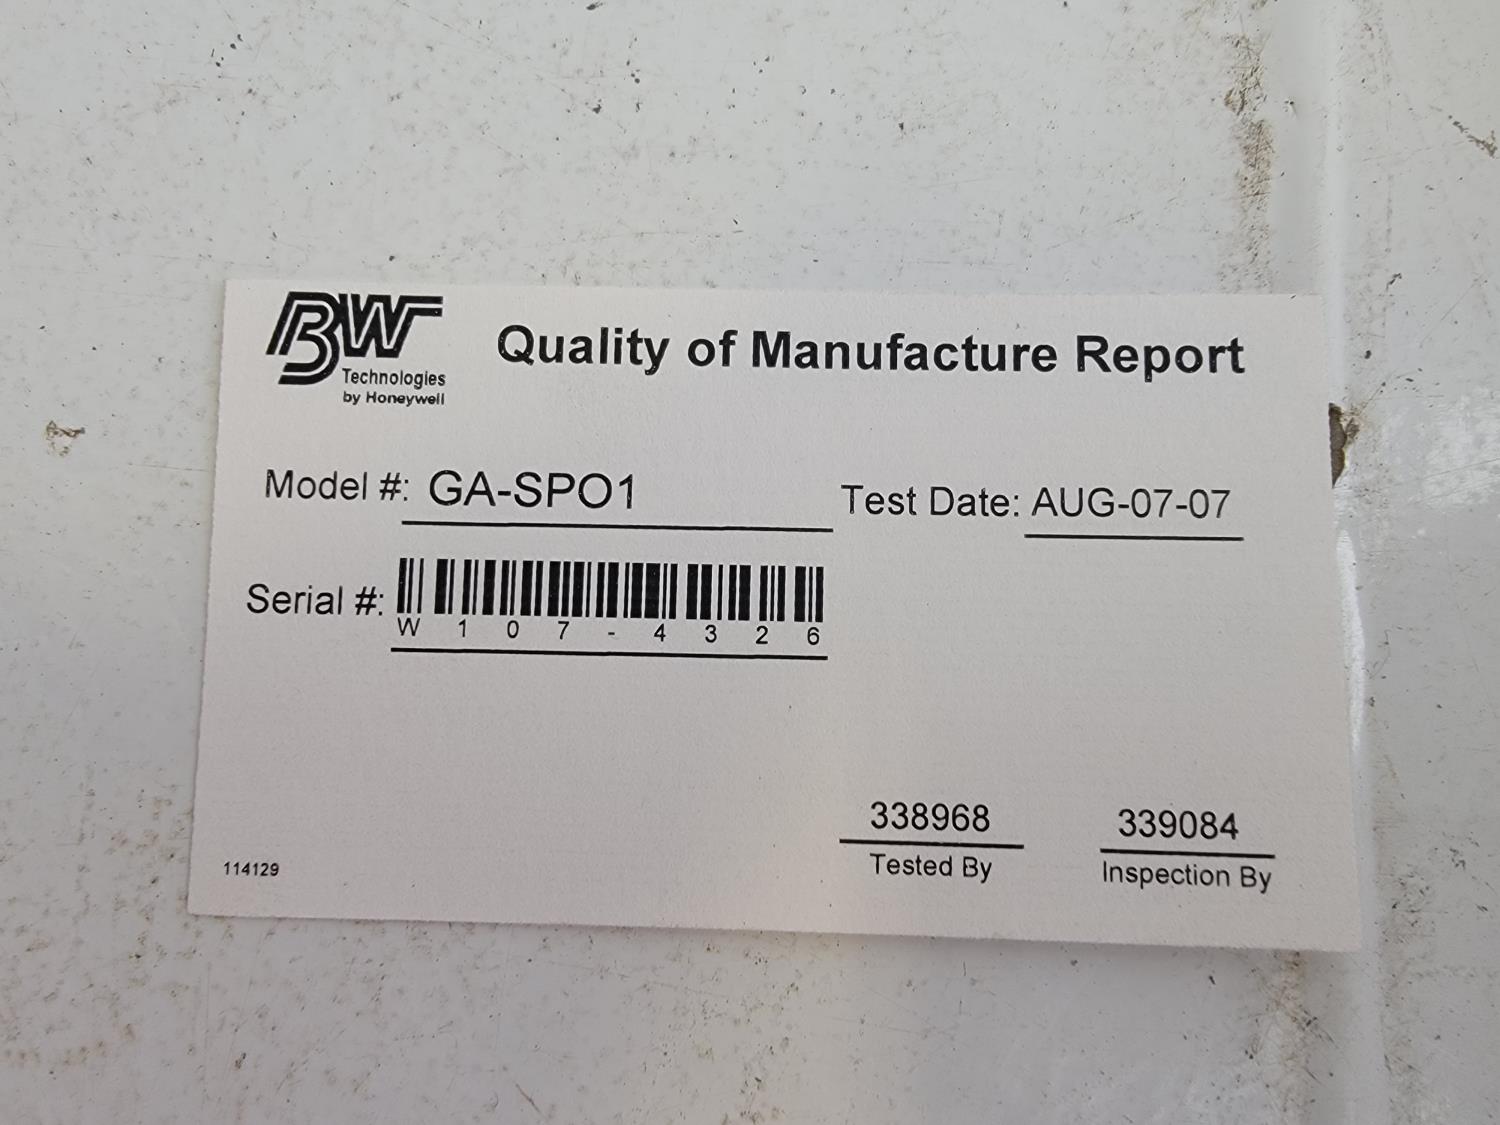 BW
Technologies
by Honeywell
Quality of Manufacture Report
Model #: GA-SPO1
Test Date: AUG-07-07
Serial #:
W107-4326
338968
Tested By
339084
Inspection By
114129